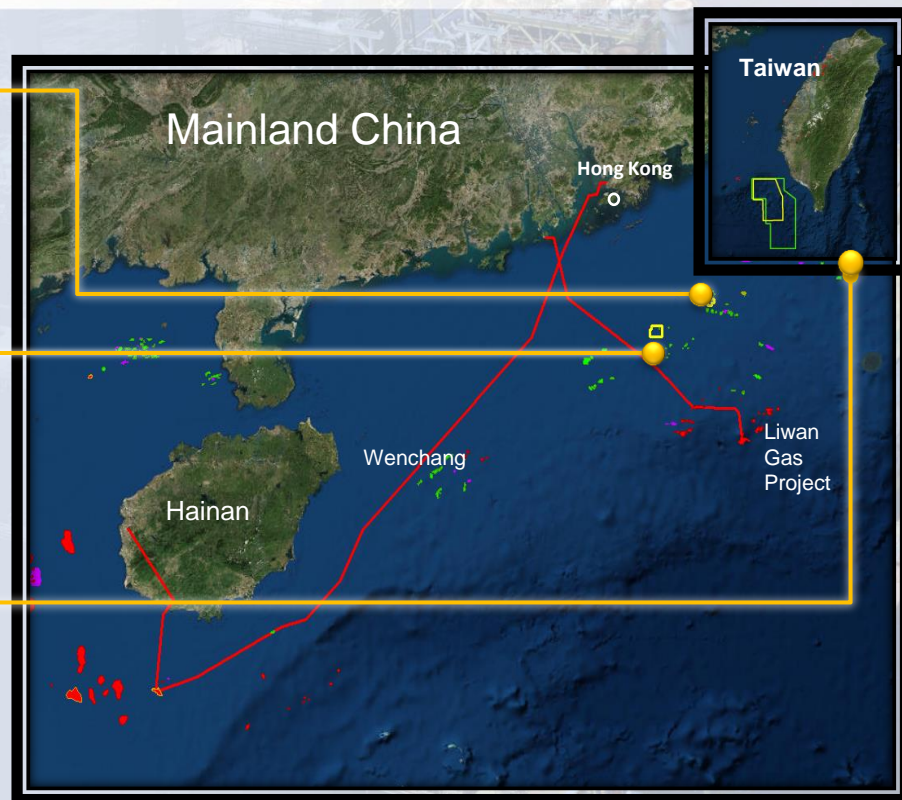 Taiwan
Mainland China
Hong Kong
Wenchang
Liwan
Gas
Project
Hainan